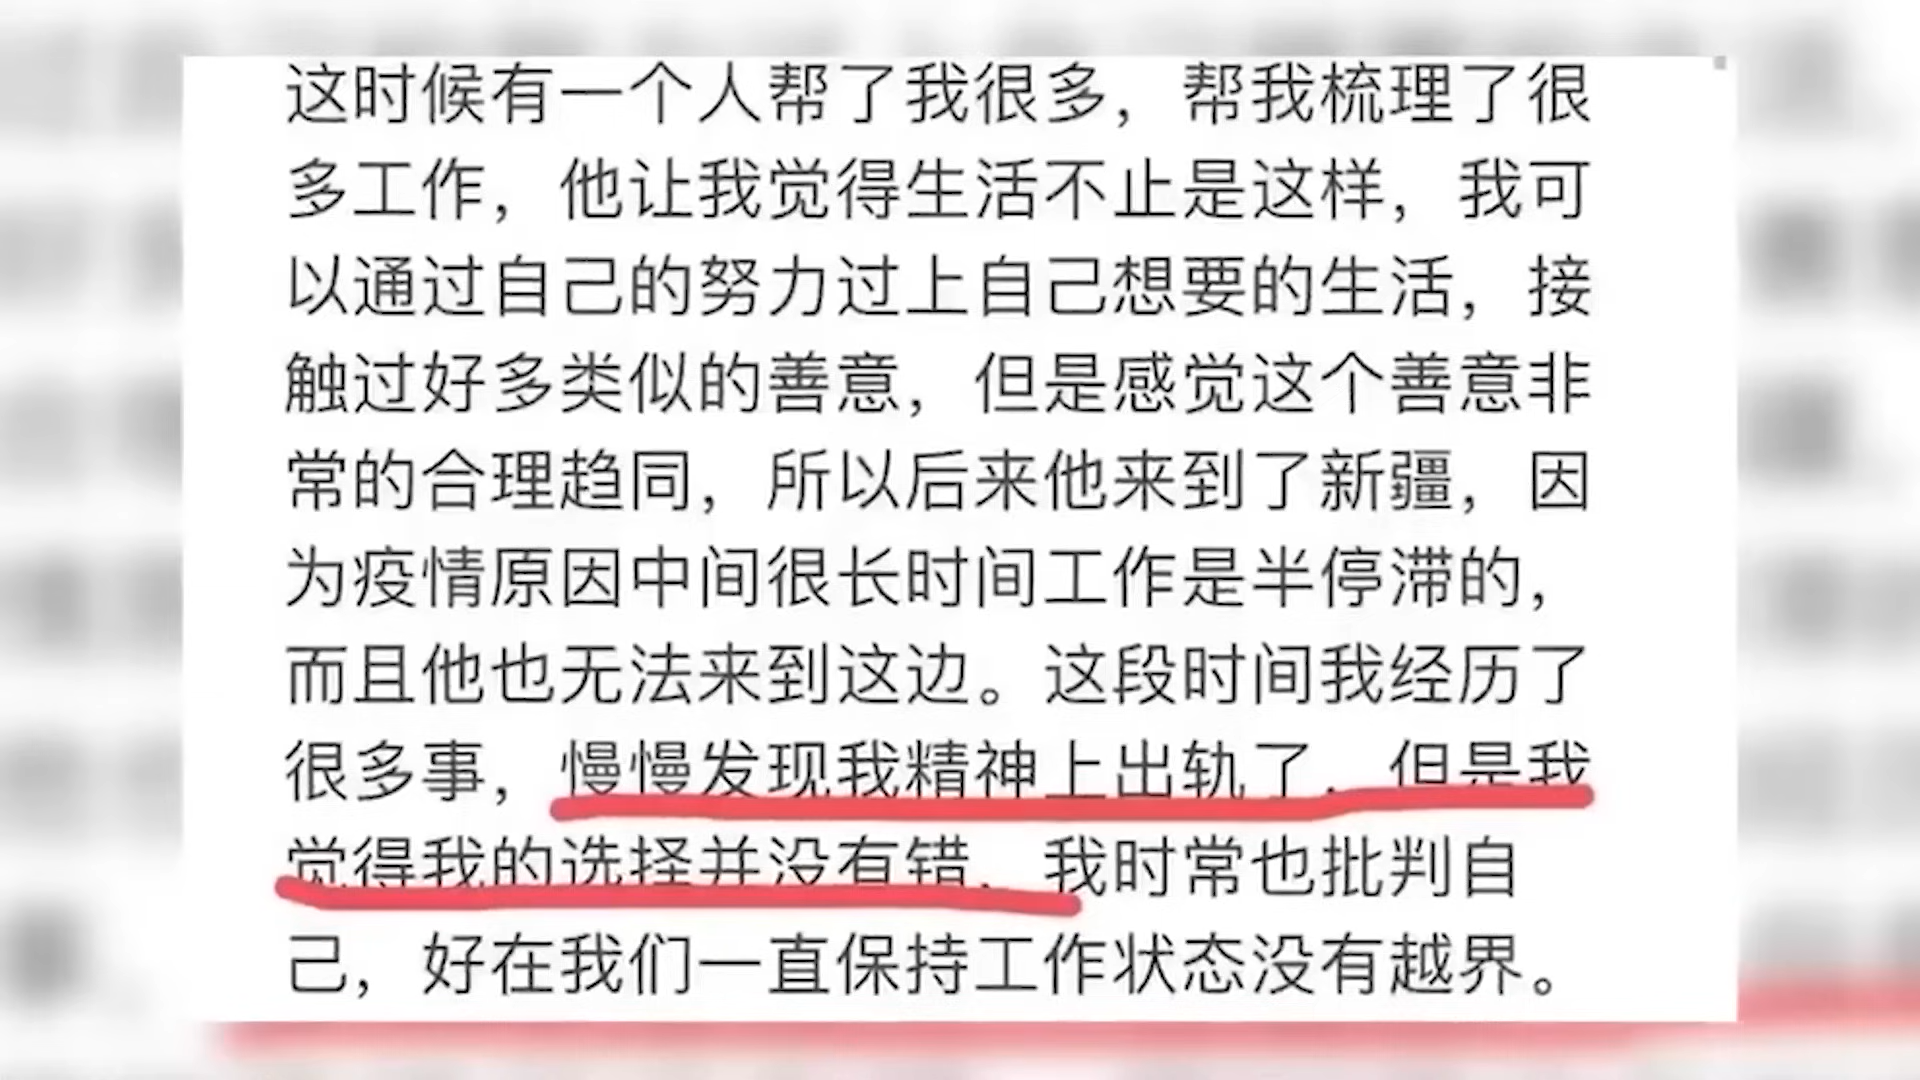 这时候有一个人帮了我很多，帮我梳理了很
多工作，他让我觉得生活不止是这样，我可
以通过自己的努力过上自己想要的生活，接
触过好多类似的善意，但是感觉这个善意非
常的合理趋同，所以后来他来到了新疆，因
为疫情原因中间很长时间工作是半停滞的，
而且他也无法来到这边。这段时间我经历了
很多事，慢慢发现我精神上出轨了，但是我
觉得我的选择并没有错，我时常也批判自
己，好在我们一直保持工作状态没有越界。